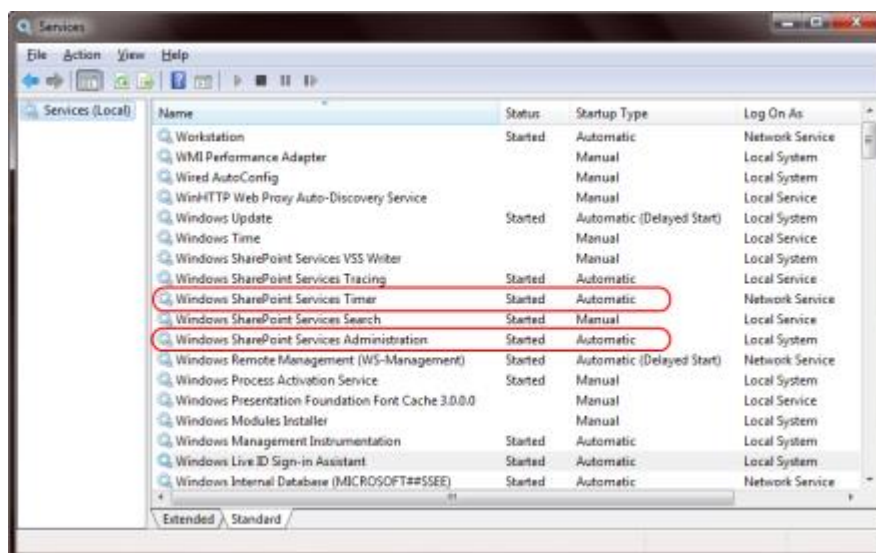 Services
File Action View Help
Services (Local)
Name Status Startup Type Log On As
Workstation Started Automatic Network Service
WMI Performance Adapter Manual Local System
Wired AutoConfig Manual Local System
WinHTTP Web Proxy Auto-Discovery Service Manual Local Service
Windows Update Started Automatic (Delayed Start) Local System
Windows Time Manual Local Service
Windows SharePoint Services VSS Writer Manual Local System
Windows SharePoint Services Tracing Started Automatic Local Service
Windows SharePoint Services Timer Started Automatic Network Service
Windows SharePoint Services Search Started Manual Local Service
Windows SharePoint Services Administration Started Automatic Local System
Windows Remote Management (WS-Management) Started Automatic (Delayed Start) Network Service
Windows Process Activation Service Started Manual Local System
Windows Presentation Foundation Font Cache 3.0.0.0 Manual Local Service
Windows Modules Installer Manual Local System
Windows Management Instrumentation Started Automatic Local System
Windows Live ID Sign-in Assistant Started Automatic Local System
Windows Internal Database (MICROSOFT##SSEE) Started Automatic Network Service
Extended Standard